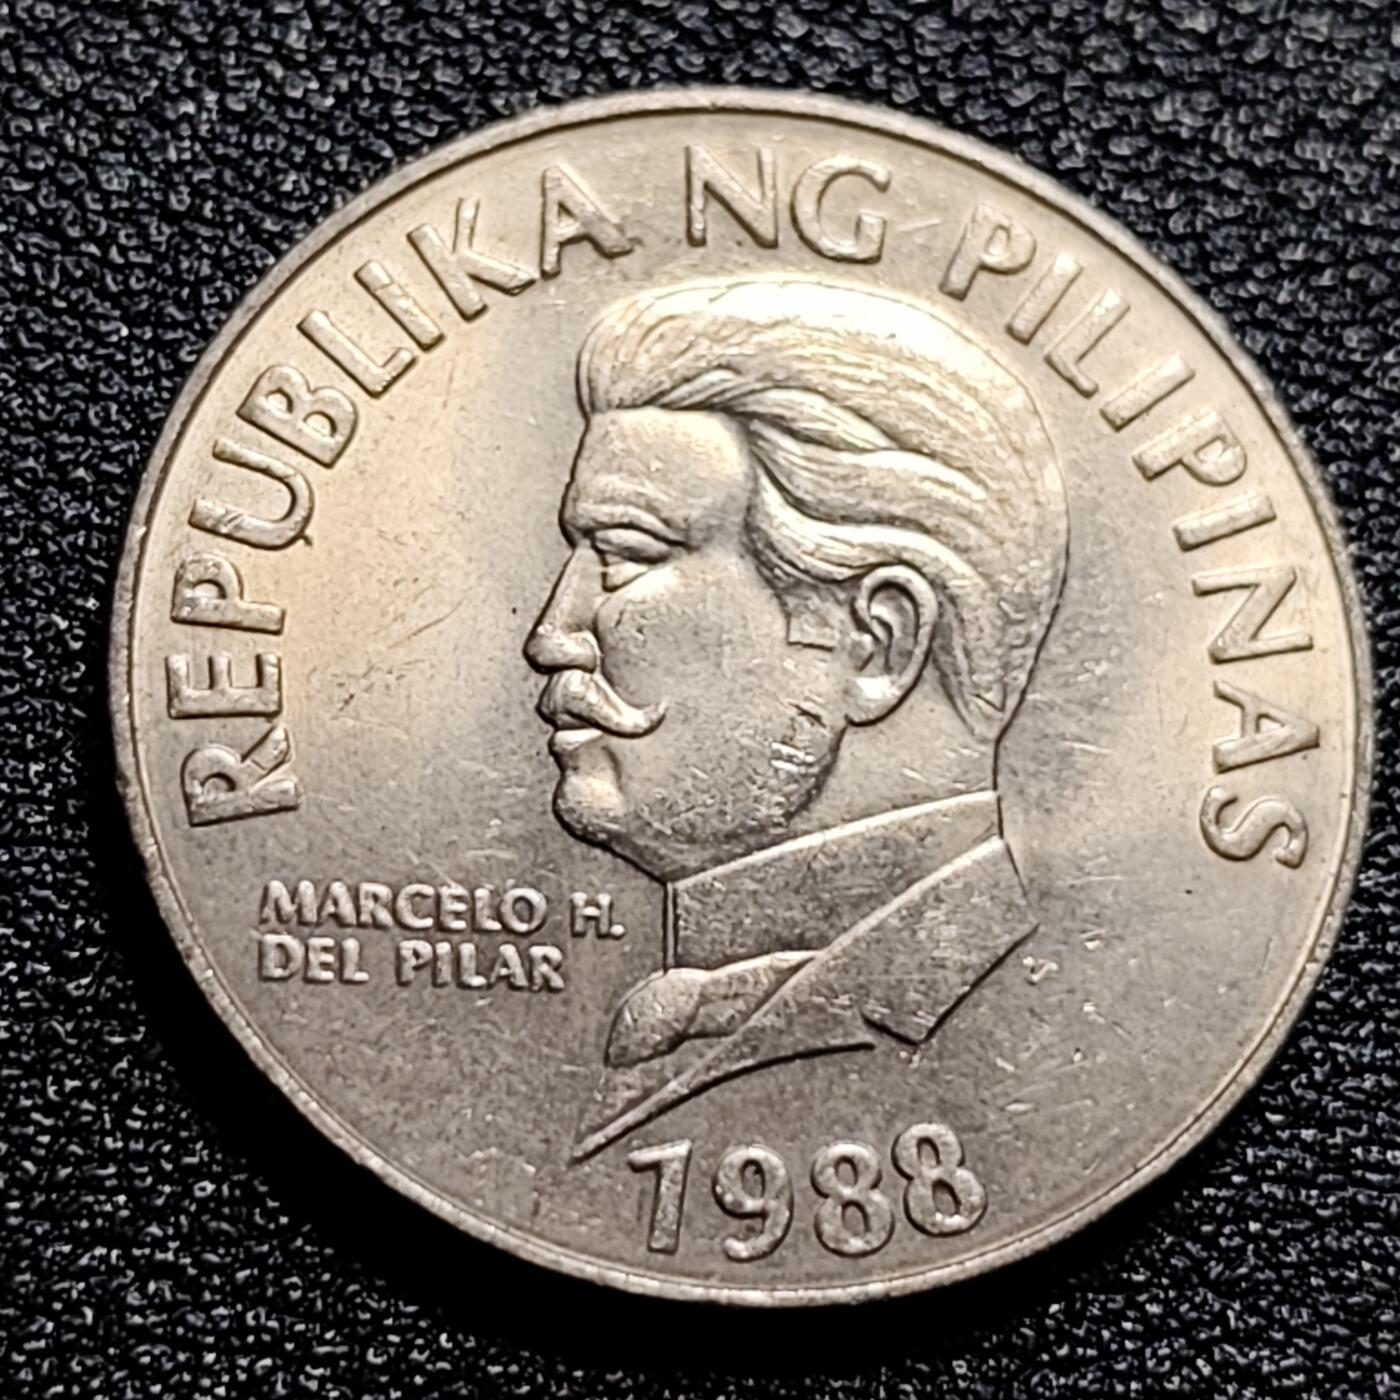 REPUBLIKA NG PILIPINAS
MARCELO H.
DEL PILAR
1988